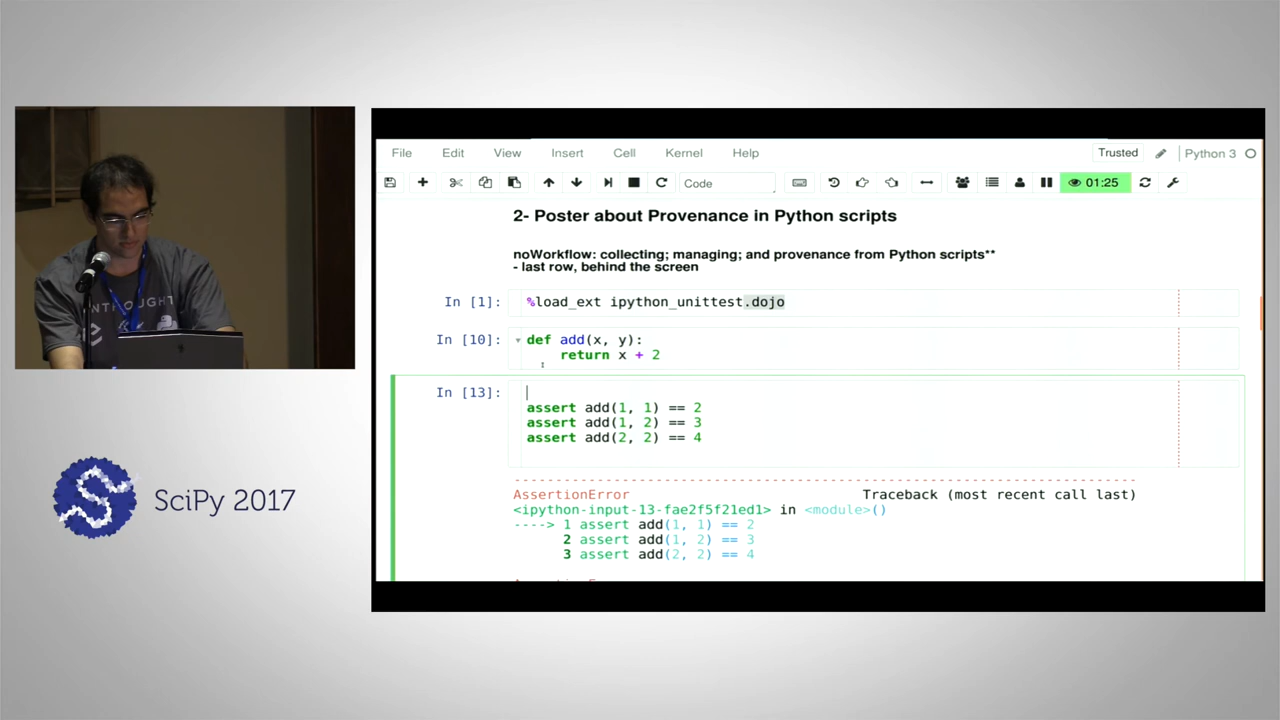 File Edit View Insert Cell Kernel Help Trusted Python 3
Code 01:25
2- Poster about Provenance in Python scripts
noWorkflow: collecting; managing; and provenance from Python scripts**
- last row, behind the screen
In [1]: %load_ext ipython_unittest.dojo
In [10]: def add(x, y):
return x + 2
In [13]:
assert add(1, 1) == 2
assert add(1, 2) == 3
assert add(2, 2) == 4
AssertionError Traceback (most recent call last)
<ipython-input-13-fae2f5f21ed1> in <module>()
----> 1 assert add(1, 1) == 2
2 assert add(1, 2) == 3
3 assert add(2, 2) == 4
ENTHOUGHT
SciPy 2017